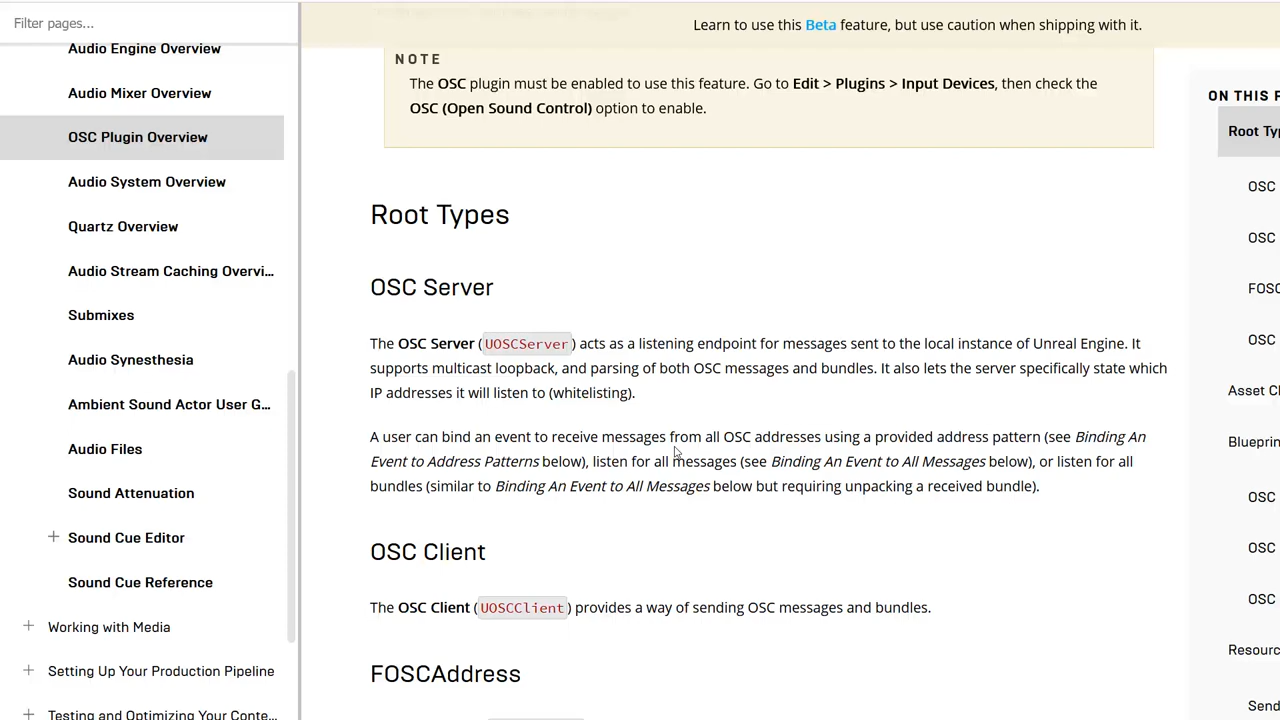 Filter pages...
Audio Engine Overview
Audio Mixer Overview
OSC Plugin Overview
Audio System Overview
Quartz Overview
Audio Stream Caching Overvi...
Submixes
Audio Synesthesia
Ambient Sound Actor User G...
Audio Files
Sound Attenuation
Sound Cue Editor
Sound Cue Reference
Working with Media
Setting Up Your Production Pipeline
Testing and Optimizing Your Conte...
Learn to use this Beta feature, but use caution when shipping with it.
NOTE
The OSC plugin must be enabled to use this feature. Go to Edit > Plugins > Input Devices, then check the
OSC (Open Sound Control) option to enable.
Root Types
OSC Server
The OSC Server (UOSCServer) acts as a listening endpoint for messages sent to the local instance of Unreal Engine. It
supports multicast loopback, and parsing of both OSC messages and bundles. It also lets the server specifically state which
IP addresses it will listen to (whitelisting).
A user can bind an event to receive messages from all OSC addresses using a provided address pattern (see Binding An
Event to Address Patterns below), listen for all messages (see Binding An Event to All Messages below), or listen for all
bundles (similar to Binding An Event to All Messages below but requiring unpacking a received bundle).
OSC Client
The OSC Client (UOSCClient) provides a way of sending OSC messages and bundles.
FOSCAddress
ON THIS P
Root Typ
OSC
OSC
FOSC
OSC
Asset Cl
Blueprin
OSC
OSC
OSC
Resourc
Send